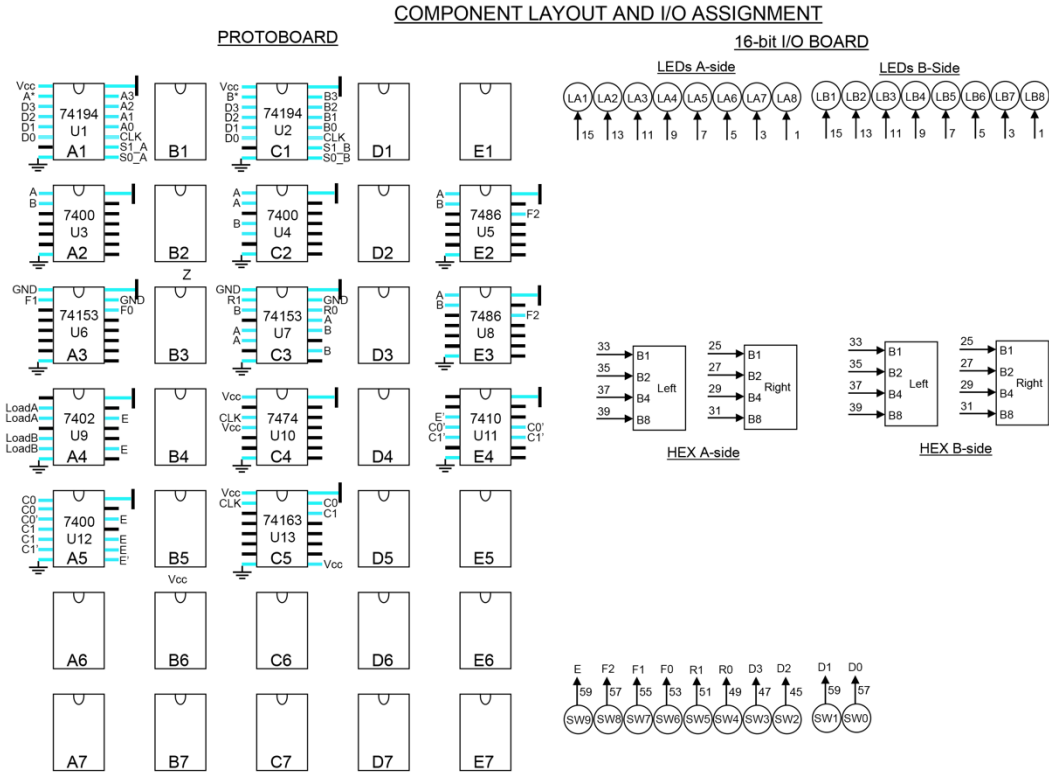 COMPONENT LAYOUT AND I/O ASSIGNMENT
PROTOBOARD
16-bit I/O BOARD
LEDs A-side
LEDs B-Side
LA1 LA2 LA3 LA4 LA5 LA6 LA7 LA8
15 13 11 9 7 5 3 1
LB1 LB2 LB3 LB4 LB5 LB6 LB7 LB8
15 13 11 9 7 5 3 1
Vcc
A* A3
D3 A2
D2 74194 A1
D1 U1 A0
D0 CLK
S1_A
A1 S0_A
B1
Vcc
B* B3
D3 B2
D2 74194 B1
D1 U2 B0
D0 CLK
S1_B
C1 S0_B
D1
E1
A
B
7400
U3
A2
B2
Z
A
A
B
7400
U4
C2
D2
A
B
F2
7486
U5
E2
GND
F1
GND
F0
74153
U6
A3
B3
GND
R1
B
A
A
GND
R0
A
B
B
74153
U7
C3
D3
A
B
F2
7486
U8
E3
33 B1
35 B2
37 B4
39 B8
Left
25 B1
27 B2
29 B4
31 B8
Right
HEX A-side
33 B1
35 B2
37 B4
39 B8
Left
25 B1
27 B2
29 B4
31 B8
Right
HEX B-side
LoadA
LoadA
LoadB
LoadB
E
E
7402
U9
A4
B4
Vcc
CLK
Vcc
7474
U10
C4
D4
E'
C0'
C1'
C0'
C1'
7410
U11
E4
C0
C0
C0'
C1
C1
C1'
E
E
E
E'
7400
U12
A5
B5
Vcc
Vcc
CLK
C0
C1
Vcc
74163
U13
C5
D5
E5
A6 B6 C6 D6 E6
A7 B7 C7 D7 E7
E F2 F1 F0 R1 R0 D3 D2 D1 D0
59 57 55 53 51 49 47 45 59 57
SW9 SW8 SW7 SW6 SW5 SW4 SW3 SW2 SW1 SW0